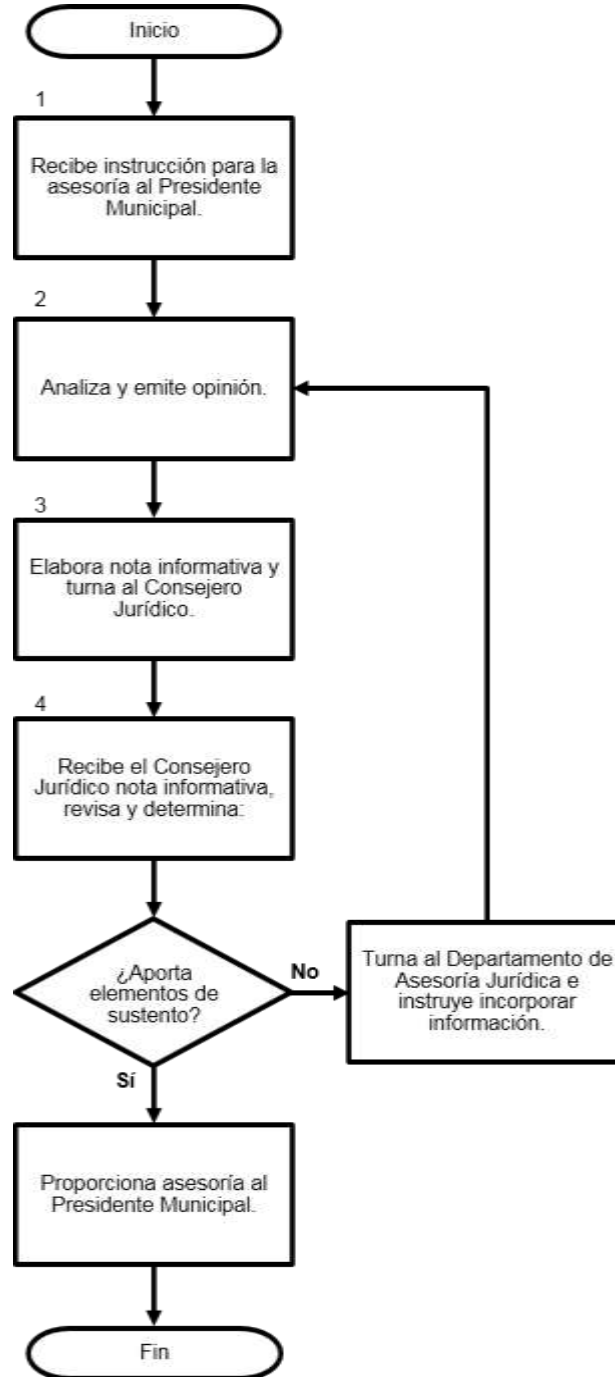 Inicio
1
Recibe instrucción para la
asesoría al Presidente
Municipal.
2
Analiza y emite opinión.
3
Elabora nota informativa y
turna al Consejero
Jurídico.
4
Recibe el Consejero
Jurídico nota informativa,
revisa y determina:
¿Aporta
elementos de
sustento?
No
Turna al Departamento de
Asesoría Jurídica e
instruye incorporar
información.
Sí
Proporciona asesoría al
Presidente Municipal.
Fin